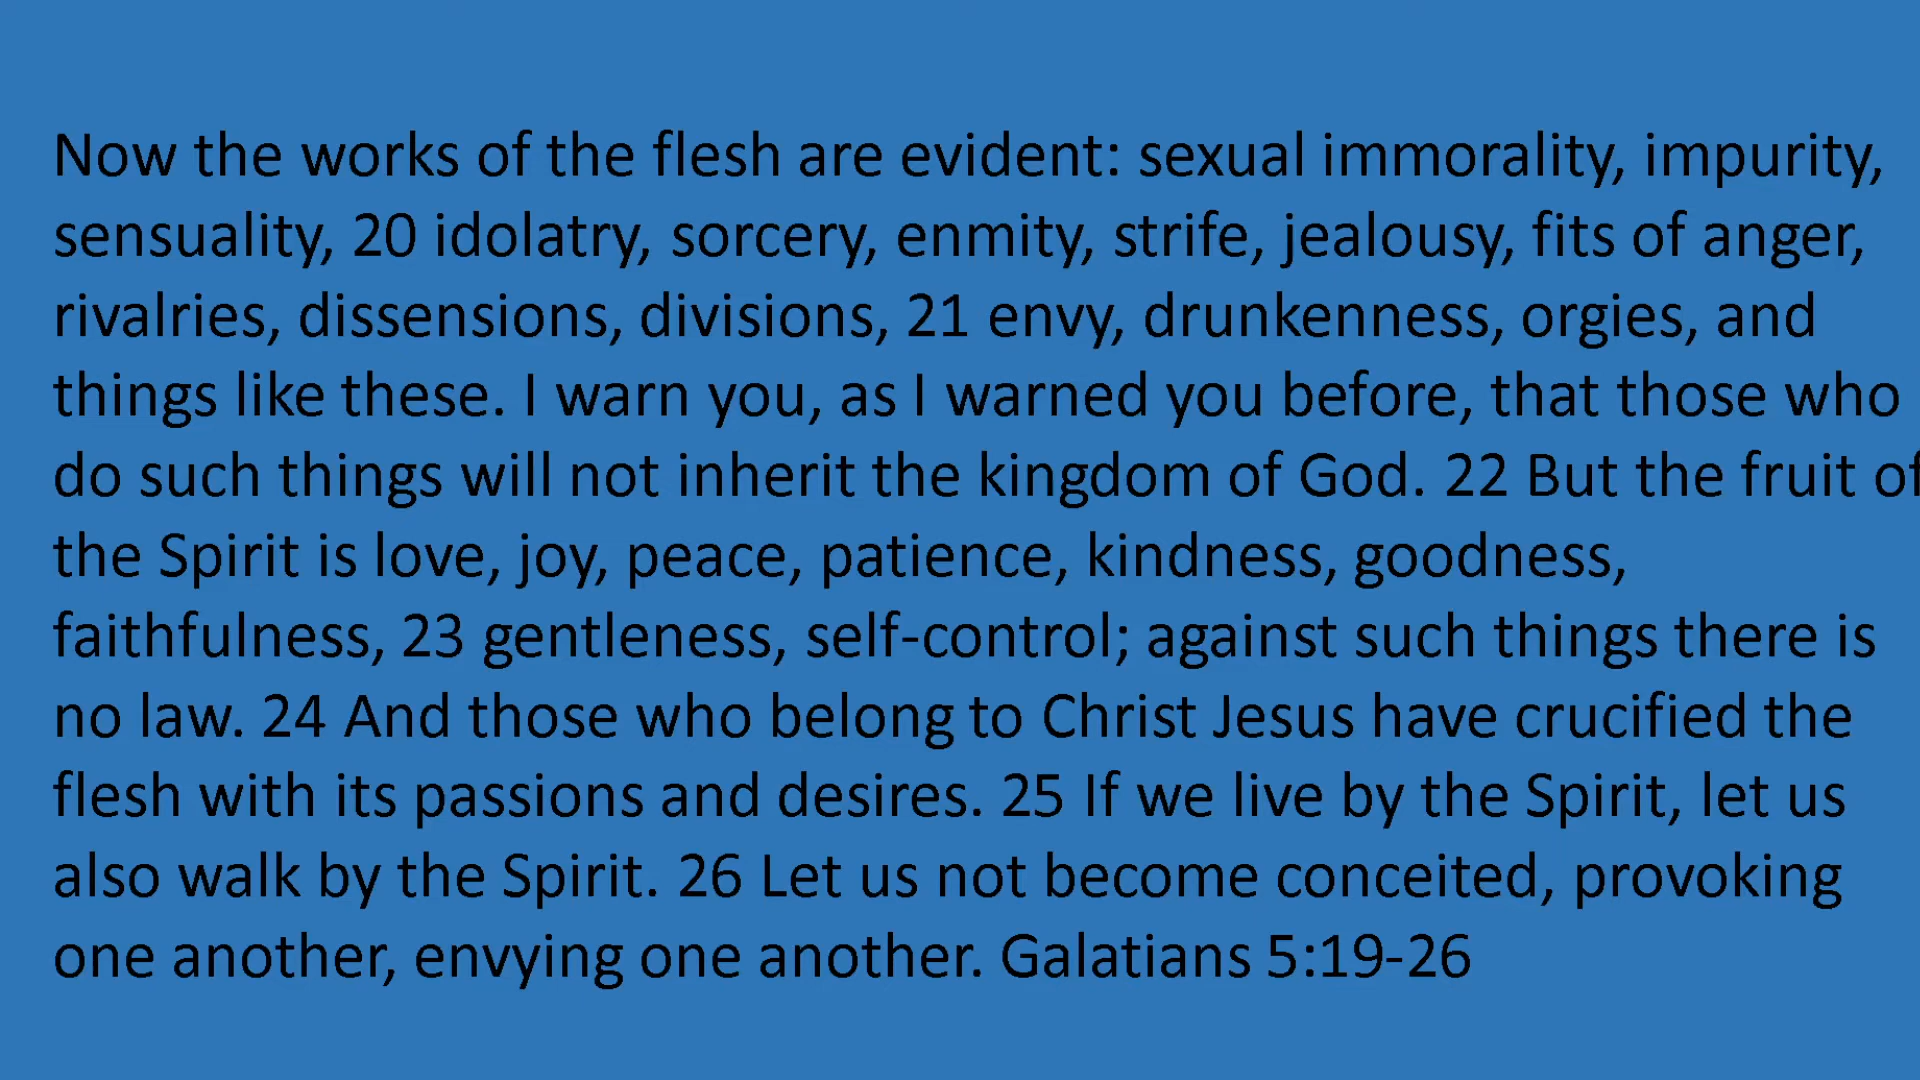 Now the works of the flesh are evident: sexual immorality, impurity,
sensuality, 20 idolatry, sorcery, enmity, strife, jealousy, fits of anger,
rivalries, dissensions, divisions, 21 envy, drunkenness, orgies, and
things like these. I warn you, as I warned you before, that those who
do such things will not inherit the kingdom of God. 22 But the fruit of
the Spirit is love, joy, peace, patience, kindness, goodness,
faithfulness, 23 gentleness, self-control; against such things there is
no law. 24 And those who belong to Christ Jesus have crucified the
flesh with its passions and desires. 25 If we live by the Spirit, let us
also walk by the Spirit. 26 Let us not become conceited, provoking
one another, envying one another. Galatians 5:19-26